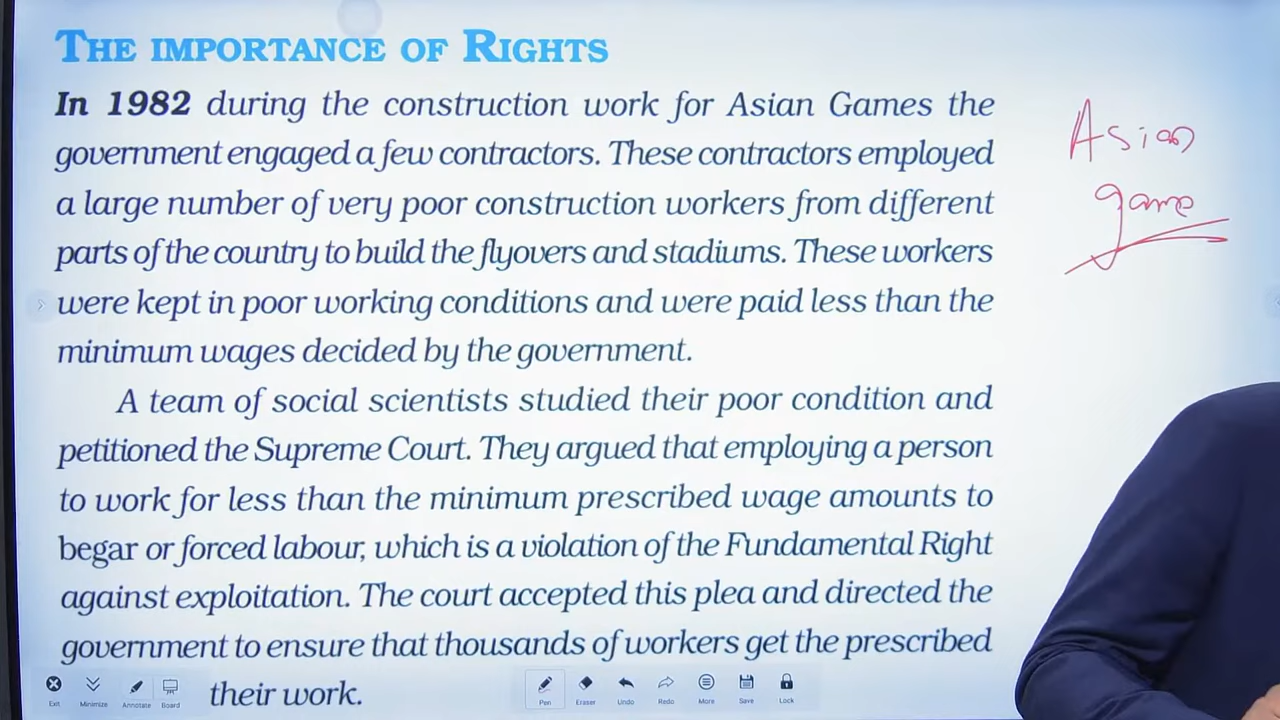 THE IMPORTANCE OF RIGHTS
In 1982 during the construction work for Asian Games the
government engaged a few contractors. These contractors employed
a large number of very poor construction workers from different
parts of the country to build the flyovers and stadiums. These workers
were kept in poor working conditions and were paid less than the
minimum wages decided by the government.
A team of social scientists studied their poor condition and
petitioned the Supreme Court. They argued that employing a person
to work for less than the minimum prescribed wage amounts to
begar or forced labour, which is a violation of the Fundamental Right
against exploitation. The court accepted this plea and directed the
government to ensure that thousands of workers get the prescribed
their work.
Asian
game
Exit
Minimize
Annotate
Board
Pen
Eraser
Undo
Redo
More
Save
Lock